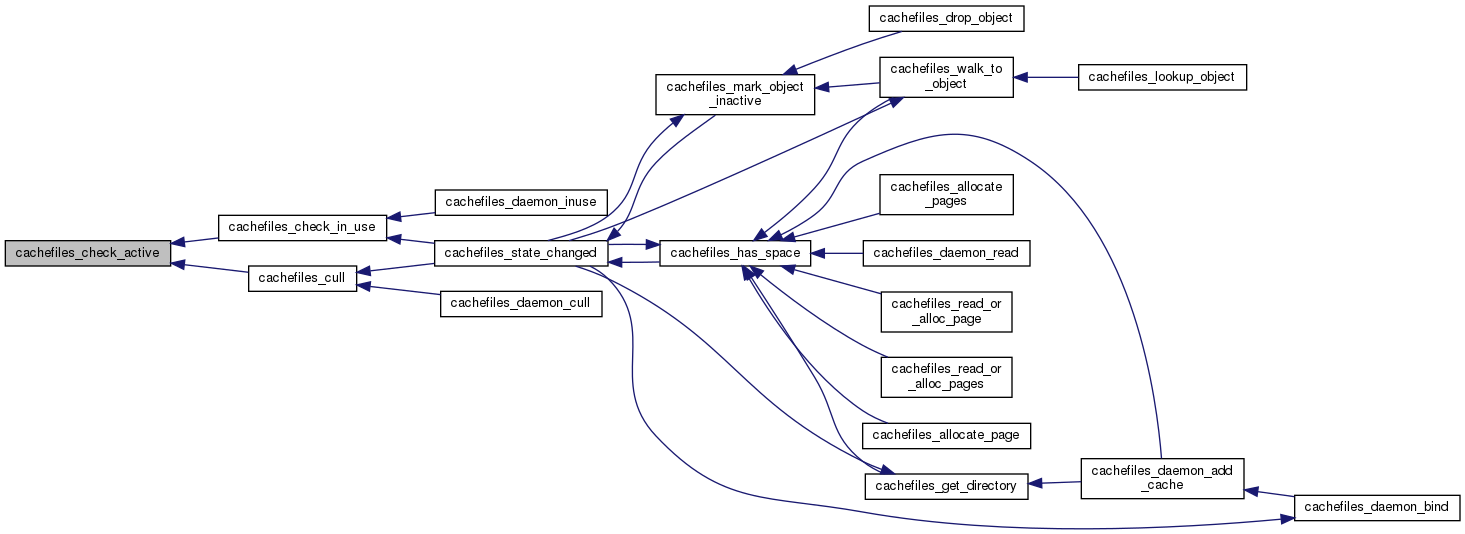 cachefiles_drop_object
cachefiles_walk_to
_object
cachefiles_lookup_object
cachefiles_mark_object
_inactive
cachefiles_allocate
_pages
cachefiles_daemon_inuse
cachefiles_check_in_use
cachefiles_check_active
cachefiles_state_changed
cachefiles_has_space
cachefiles_daemon_read
cachefiles_cull
cachefiles_daemon_cull
cachefiles_read_or
_alloc_page
cachefiles_read_or
_alloc_pages
cachefiles_allocate_page
cachefiles_get_directory
cachefiles_daemon_add
_cache
cachefiles_daemon_bind